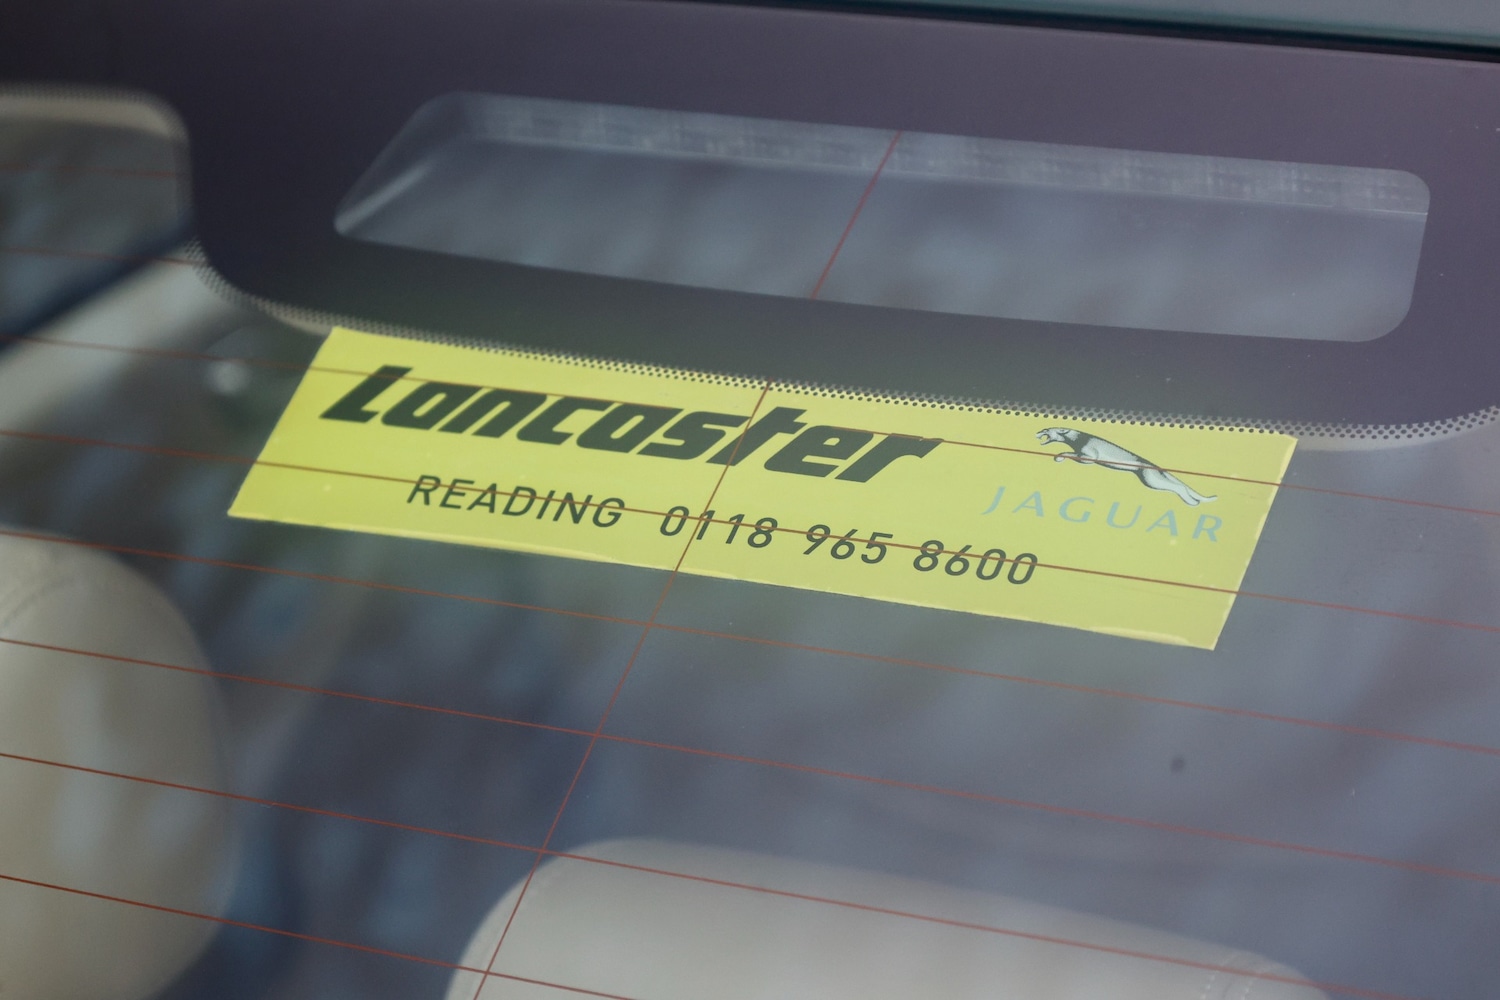 Lancaster
JAGUAR
READING 0118 965 8600